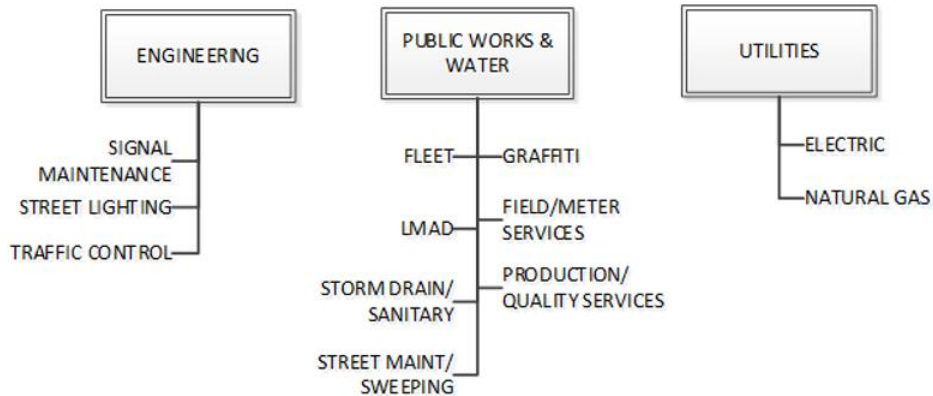 ENGINEERING
SIGNAL
MAINTENANCE
STREET LIGHTING
TRAFFIC CONTROL
PUBLIC WORKS &
WATER
FLEET
GRAFFITI
LMAD
FIELD/METER
SERVICES
STORM DRAIN/
SANITARY
PRODUCTION/
QUALITY SERVICES
STREET MAINT/
SWEEPING
UTILITIES
ELECTRIC
NATURAL GAS